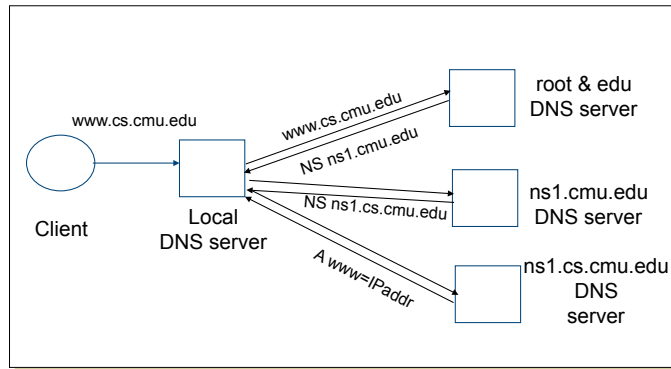 www.cs.cmu.edu
Client
Local
DNS server
www.cs.cmu.edu
NS ns1.cmu.edu
root & edu
DNS server
NS ns1.cs.cmu.edu
ns1.cmu.edu
DNS server
A www=IPaddr
ns1.cs.cmu.edu
DNS
server